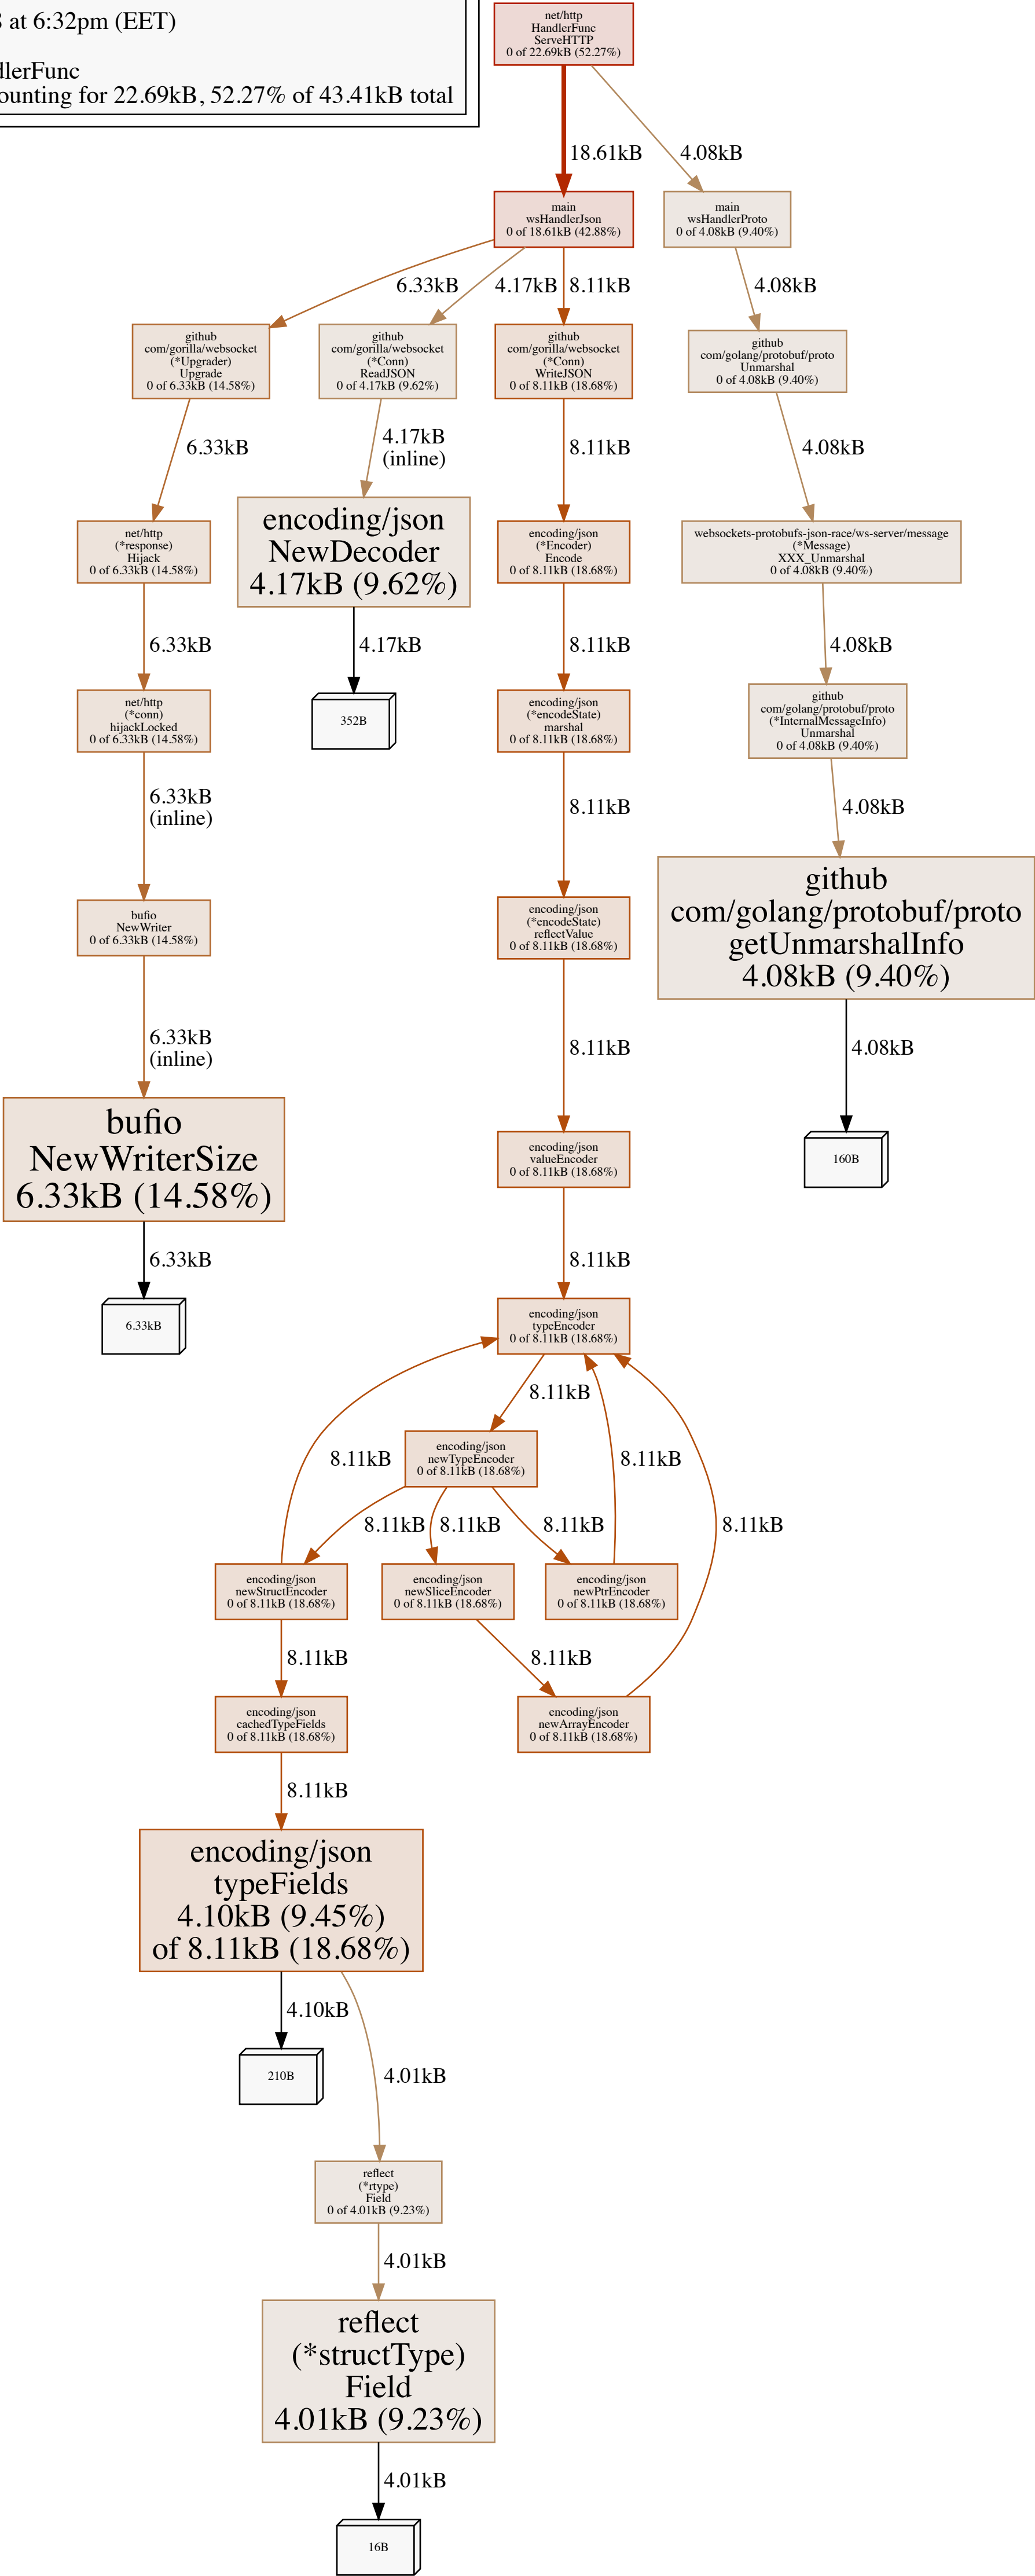 8 at 6:32pm (EET)
dlerFunc
ounting for 22.69kB, 52.27% of 43.41kB total
net/http
HandlerFunc
ServeHTTP
0 of 22.69kB (52.27%)
18.61kB
4.08kB
main
wsHandlerJson
0 of 18.61kB (42.88%)
main
wsHandlerProto
0 of 4.08kB (9.40%)
6.33kB
4.17kB
8.11kB
4.08kB
github
com/gorilla/websocket
(*Upgrader)
Upgrade
0 of 6.33kB (14.58%)
github
com/gorilla/websocket
(*Conn)
ReadJSON
0 of 4.17kB (9.62%)
github
com/gorilla/websocket
(*Conn)
WriteJSON
0 of 8.11kB (18.68%)
github
com/golang/protobuf/proto
Unmarshal
0 of 4.08kB (9.40%)
6.33kB
4.17kB
(inline)
8.11kB
4.08kB
net/http
(*response)
Hijack
0 of 6.33kB (14.58%)
encoding/json
NewDecoder
4.17kB (9.62%)
encoding/json
(*Encoder)
Encode
0 of 8.11kB (18.68%)
websockets-protobufs-json-race/ws-server/message
(*Message)
XXX_Unmarshal
0 of 4.08kB (9.40%)
6.33kB
4.17kB
8.11kB
4.08kB
net/http
(*conn)
hijackLocked
0 of 6.33kB (14.58%)
352B
encoding/json
(*encodeState)
marshal
0 of 8.11kB (18.68%)
github
com/golang/protobuf/proto
(*InternalMessageInfo)
Unmarshal
0 of 4.08kB (9.40%)
6.33kB
(inline)
8.11kB
4.08kB
bufio
NewWriter
0 of 6.33kB (14.58%)
encoding/json
(*encodeState)
reflectValue
0 of 8.11kB (18.68%)
github
com/golang/protobuf/proto
getUnmarshalInfo
4.08kB (9.40%)
6.33kB
(inline)
8.11kB
4.08kB
bufio
NewWriterSize
6.33kB (14.58%)
encoding/json
valueEncoder
0 of 8.11kB (18.68%)
160B
6.33kB
8.11kB
6.33kB
encoding/json
typeEncoder
0 of 8.11kB (18.68%)
8.11kB
8.11kB
encoding/json
newTypeEncoder
0 of 8.11kB (18.68%)
8.11kB
8.11kB
8.11kB
8.11kB
8.11kB
encoding/json
newStructEncoder
0 of 8.11kB (18.68%)
encoding/json
newSliceEncoder
0 of 8.11kB (18.68%)
encoding/json
newPtrEncoder
0 of 8.11kB (18.68%)
8.11kB
8.11kB
encoding/json
cachedTypeFields
0 of 8.11kB (18.68%)
encoding/json
newArrayEncoder
0 of 8.11kB (18.68%)
8.11kB
encoding/json
typeFields
4.10kB (9.45%)
of 8.11kB (18.68%)
4.10kB
4.01kB
210B
reflect
(*rtype)
Field
0 of 4.01kB (9.23%)
4.01kB
reflect
(*structType)
Field
4.01kB (9.23%)
4.01kB
16B